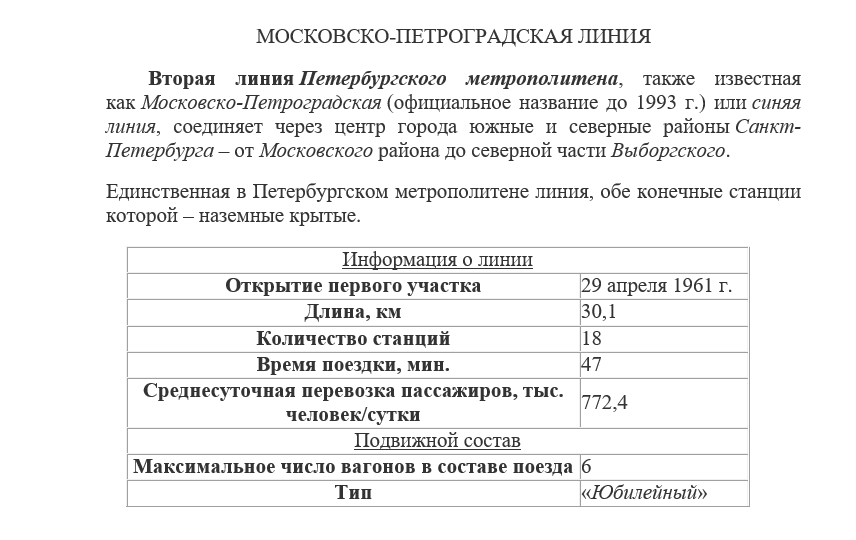 МОСКОВСКО-ПЕТРОГРАДСКАЯ ЛИНИЯ
Вторая линия Петербургского метрополитена, также известная
как Московско-Петроградская (официальное название до 1993 г.) или синяя
линия, соединяет через центр города южные и северные районы Санкт-
Петербурга – от Московского района до северной части Выборгского.
Единственная в Петербургском метрополитене линия, обе конечные станции
которой – наземные крытые.
Информация о линии
Открытие первого участка 29 апреля 1961 г.
Длина, км 30,1
Количество станций 18
Время поездки, мин. 47
Среднесуточная перевозка пассажиров, тыс.
человек/сутки 772,4
Подвижной состав
Максимальное число вагонов в составе поезда 6
Тип «Юбилейный»